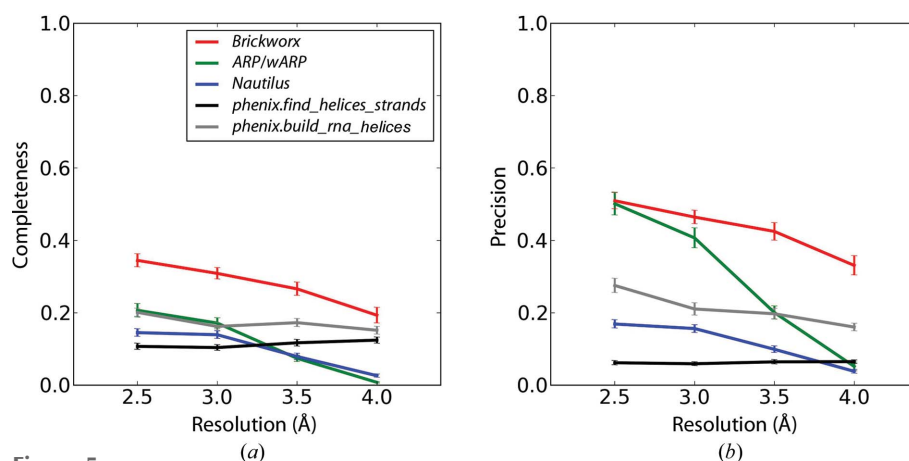 1.0
0.8
0.6
0.4
0.2
0.0
Completeness
Brickworx
ARP/wARP
Nautilus
phenix.find_helices_strands
phenix.build_rna_helices
2.5 3.0 3.5 4.0
Resolution (Å)
(a)
1.0
0.8
0.6
0.4
0.2
0.0
Precision
2.5 3.0 3.5 4.0
Resolution (Å)
(b)